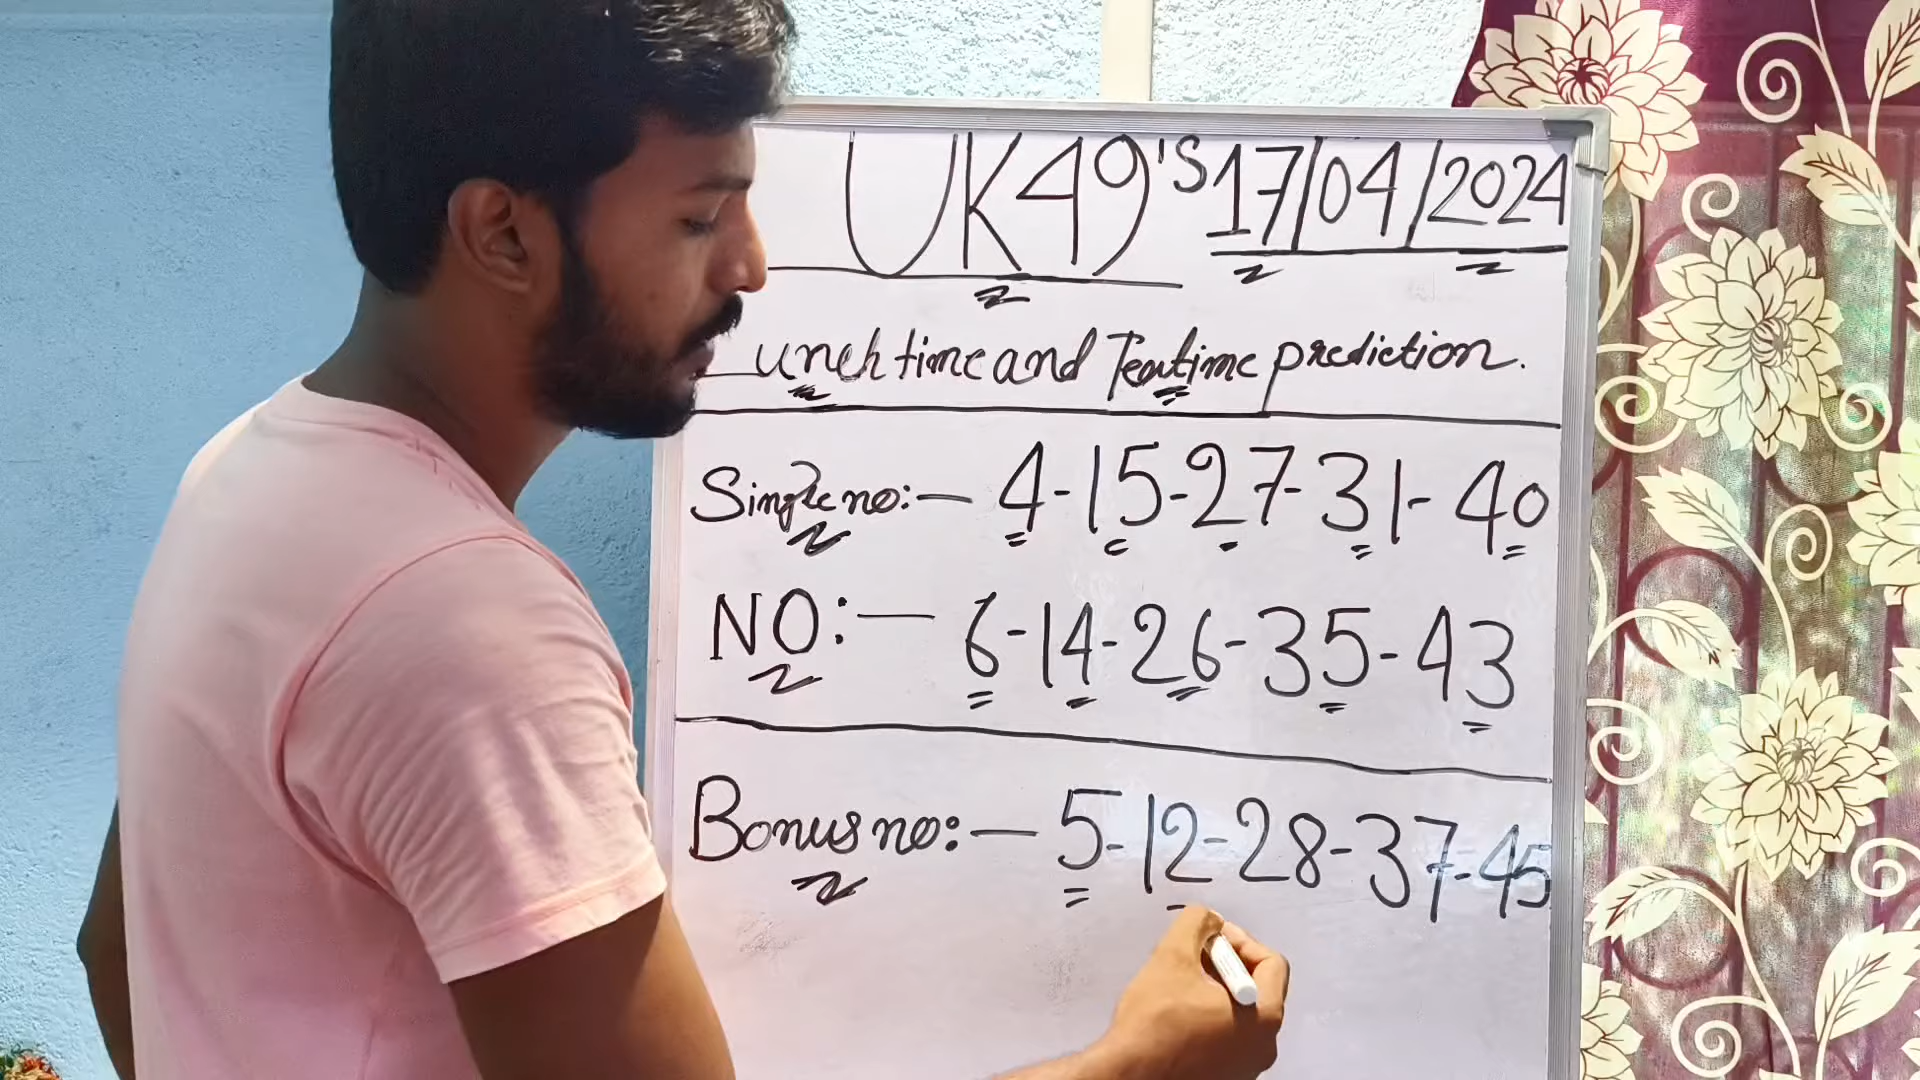 UK49's 17/04/2024
Lunch time and Teatime prediction.
Single no:- 4-15-27-31-40
NO:- 6-14-26-35-43
Bonus no:- 5-12-28-37-45